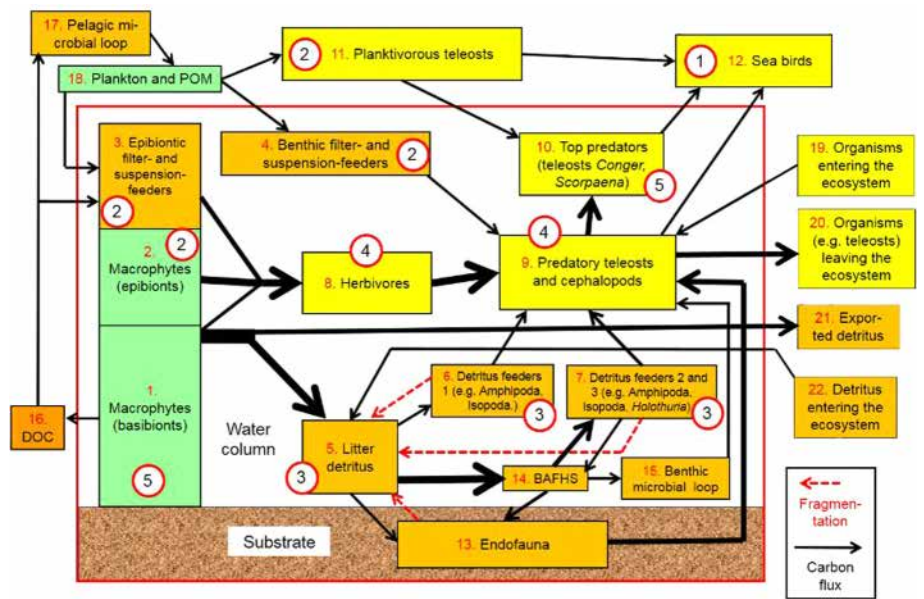 17. Pelagic mi-
crobial loop
18. Plankton and POM
2
11. Planktivorous teleosts
1
12. Sea birds
3. Epibiontic
filter- and
suspension-
feeders
2
4. Benthic filter- and
suspension-feeders
2
10. Top predators
(teleosts Conger,
Scorpaena)
5
19. Organisms
entering the
ecosystem
2
2.
Macrophytes
(epibionts)
4
8. Herbivores
4
9. Predatory teleosts
and cephalopods
20. Organisms
(e.g. teleosts)
leaving the
ecosystem
21. Expor-
ted detritus
1.
Macrophytes
(basibionts)
5
16.
DOC
Water
column
6. Detritus feeders
1 (e.g. Amphipoda,
Isopoda,)
3
7. Detritus feeders 2 and
3 (e.g. Amphipoda,
Isopoda, Holothuria)
3
22. Detritus
entering the
ecosystem
5. Litter
detritus
3
14. BAFHS
15. Benthic
microbial loop
Substrate
13. Endofauna
Fragmen-
tation
Carbon
flux